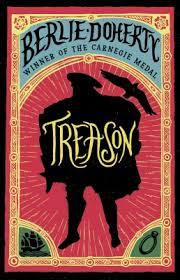 BERLIE DOHERTY
WINNER OF THE CARNEGIE MEDAL
TREASON